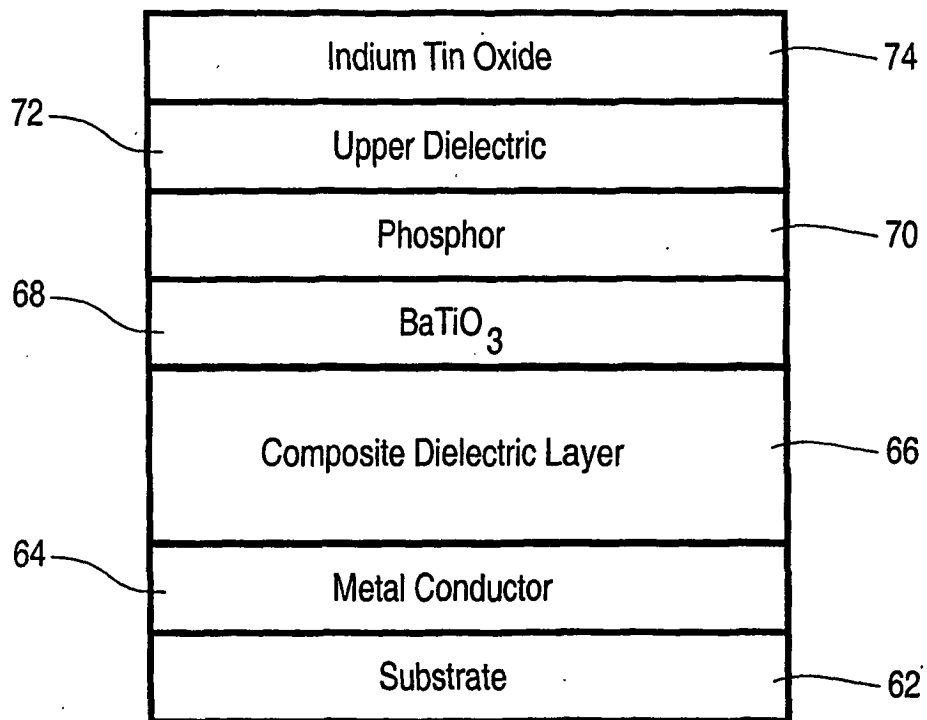 Indium Tin Oxide
74
72
Upper Dielectric
Phosphor
70
68
BaTiO3
Composite Dielectric Layer
66
64
Metal Conductor
Substrate
62